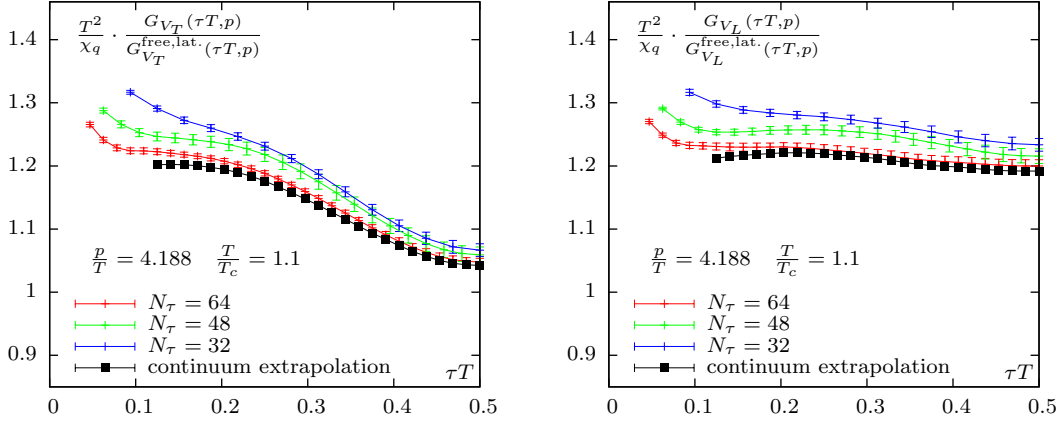 1.4
1.3
1.2
1.1
1
0.9
0
0.1
0.2
0.3
0.4
0.5
T²/χq · G_{V_T}(τT,p)/G^{free,lat.}_{V_T}(τT,p)
p/T = 4.188 T/Tc = 1.1
Nτ = 64
Nτ = 48
Nτ = 32
continuum extrapolation
τT
1.4
1.3
1.2
1.1
1
0.9
0
0.1
0.2
0.3
0.4
0.5
T²/χq · G_{V_L}(τT,p)/G^{free,lat.}_{V_L}(τT,p)
p/T = 4.188 T/Tc = 1.1
Nτ = 64
Nτ = 48
Nτ = 32
continuum extrapolation
τT